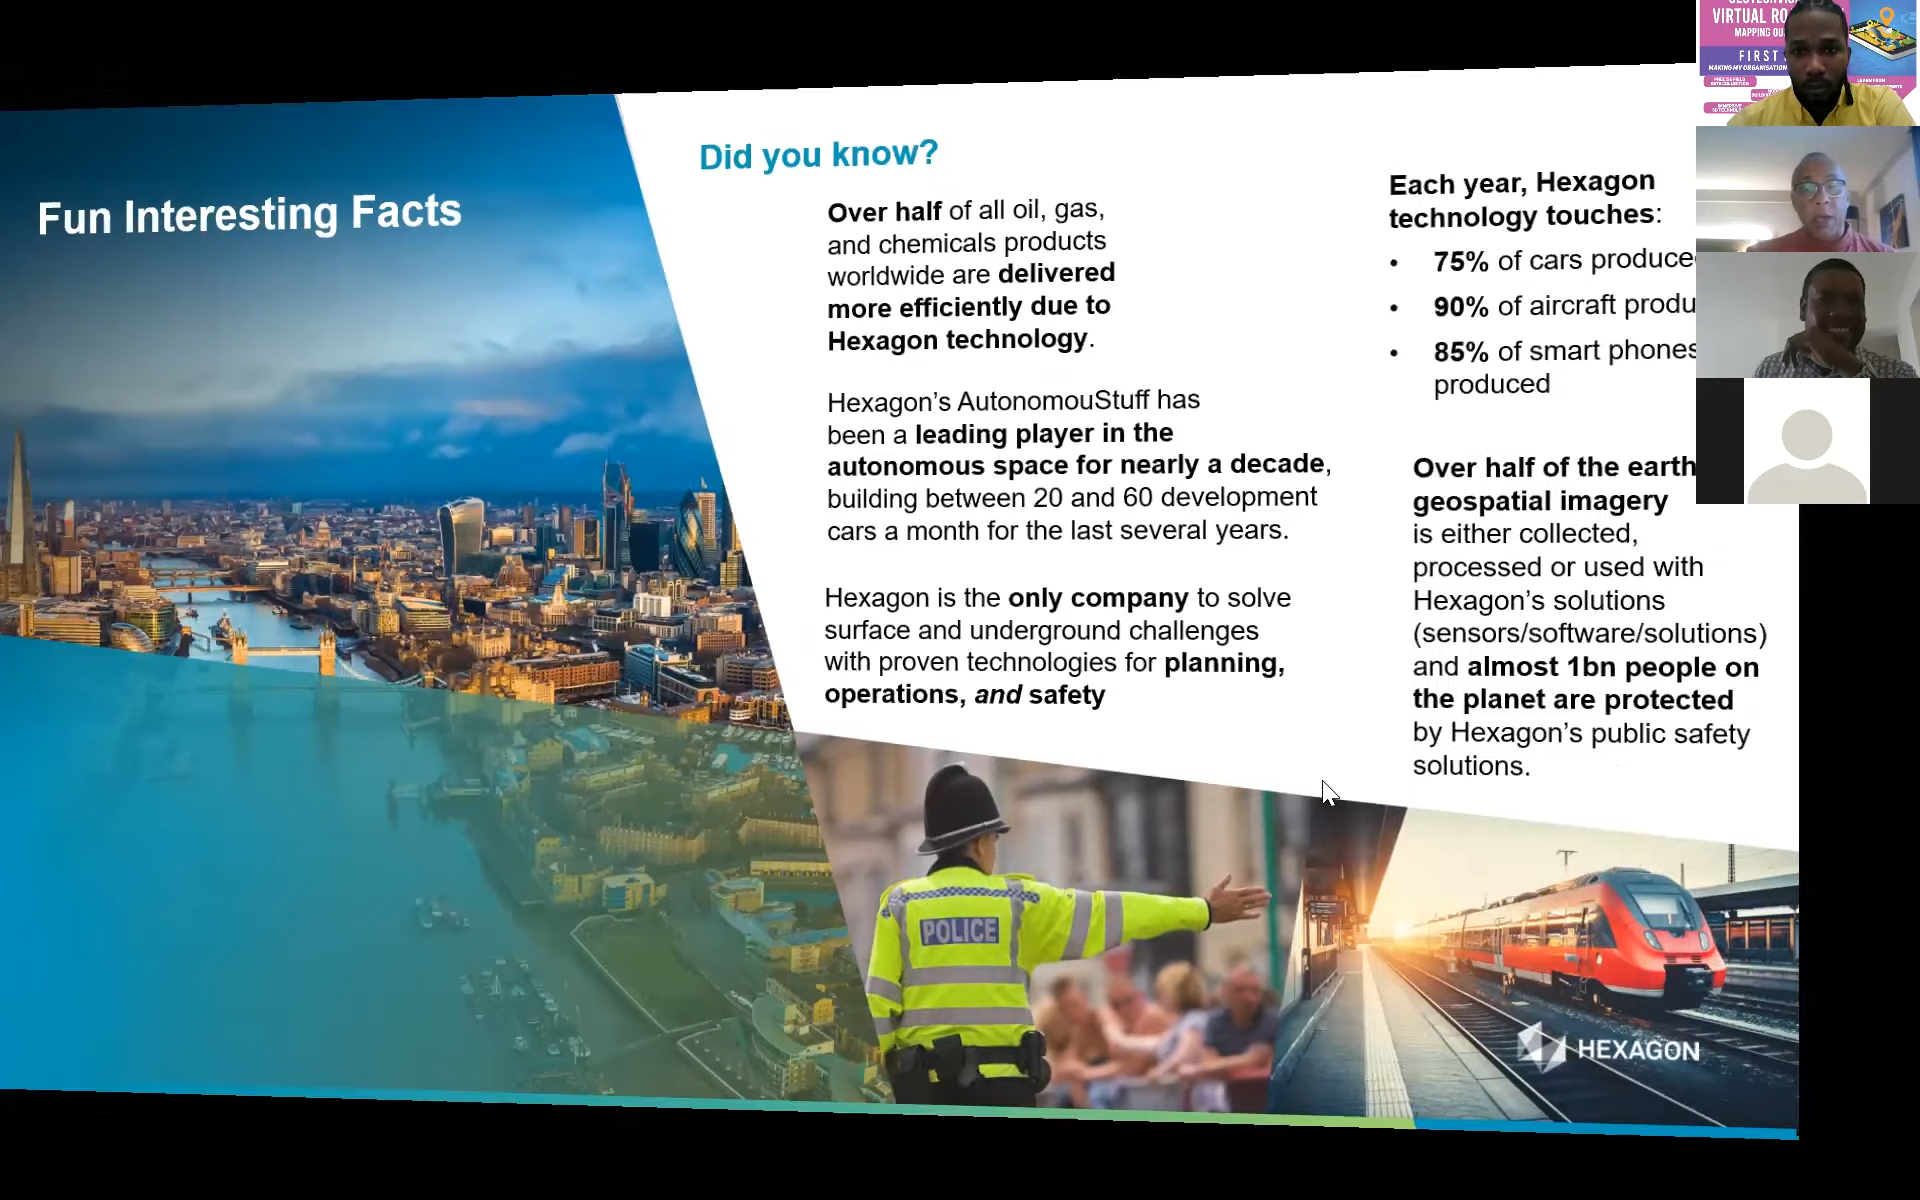 Fun Interesting Facts
Did you know?
Over half of all oil, gas,
and chemicals products
worldwide are delivered
more efficiently due to
Hexagon technology.
Hexagon's AutonomouStuff has
been a leading player in the
autonomous space for nearly a decade,
building between 20 and 60 development
cars a month for the last several years.
Hexagon is the only company to solve
surface and underground challenges
with proven technologies for planning,
operations, and safety
Each year, Hexagon
technology touches:
• 75% of cars
• 90% of aircraft
• 85% of smart phones
produced
Over half of the earth
geospatial imagery
is either collected,
processed or used with
Hexagon's solutions
(sensors/software/solutions)
and almost 1bn people on
the planet are protected
by Hexagon's public safety
solutions.
POLICE
HEXAGON
VIRTUAL
MAPPING
FIRST
MAKING MY ORGANISATION